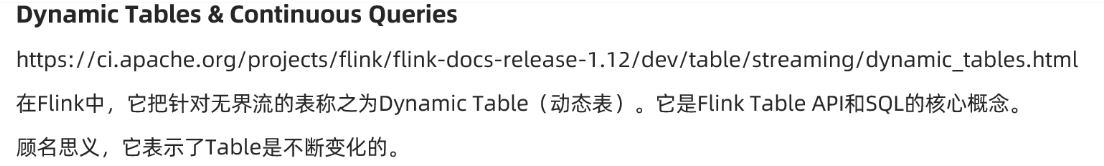 Dynamic Tables & Continuous Queries
https://ci.apache.org/projects/flink/flink-docs-release-1.12/dev/table/streaming/dynamic_tables.html
在Flink中，它把针对无界流的表称之为Dynamic Table（动态表）。它是Flink Table API和SQL的核心概念。
顾名思义，它表示了Table是不断变化的。